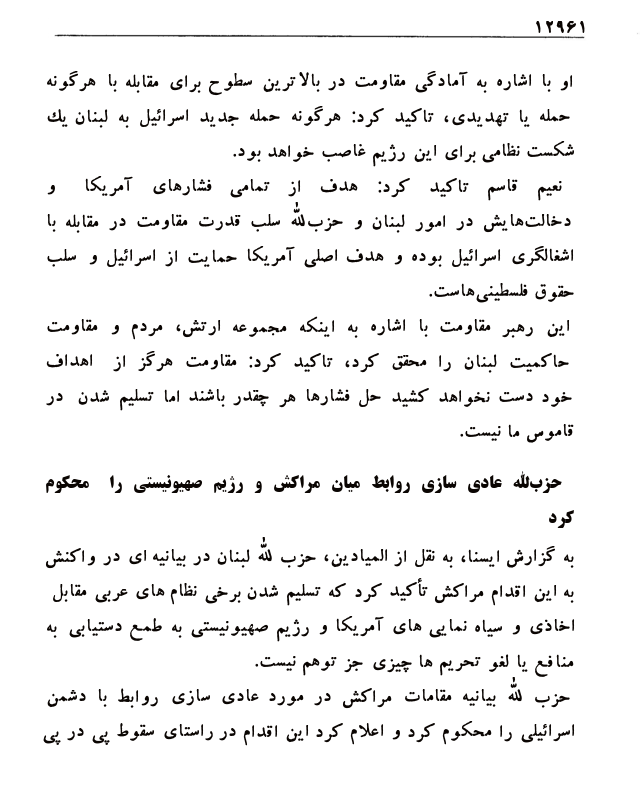 ۱۲۹۶۱
او با اشاره به آمادگی مقاومت در بالاترین سطوح برای مقابله با هرگونه
حمله یا تهدیدی، تاکید کرد: هرگونه حمله جدید اسرائیل به لبنان یك
شکست نظامی برای این رژیم غاصب خواهد بود.
نعیم قاسم تاکید کرد: هدف از تمامی فشارهای آمریکا و
دخالت‌هایش در امور لبنان و حزب‌الله سلب قدرت مقاومت در مقابله با
اشغالگری اسرائیل بوده و هدف اصلی آمریکا حمایت از اسرائیل و سلب
حقوق فلسطینی‌هاست.
این رهبر مقاومت با اشاره به اینکه مجموعه ارتش، مردم و مقاومت
حاکمیت لبنان را محقق کرد، تاکید کرد: مقاومت هرگز از اهداف
خود دست نخواهد کشید حل فشارها هر چقدر باشند اما تسلیم شدن در
قاموس ما نیست.
حزب‌الله عادی سازی روابط میان مراکش و رژیم صهیونیستی را محکوم
کرد
به گزارش ایسنا، به نقل از المیادین، حزب الله لبنان در بیانیه ای در واکنش
به این اقدام مراکش تأکید کرد که تسلیم شدن برخی نظام های عربی مقابل
اخاذی و سیاه نمایی های آمریکا و رژیم صهیونیستی به طمع دستیابی به
منافع یا لغو تحریم ها چیزی جز توهم نیست.
حزب الله بیانیه مقامات مراکش در مورد عادی سازی روابط با دشمن
اسرائیلی را محکوم کرد و اعلام کرد این اقدام در راستای سقوط پی در پی